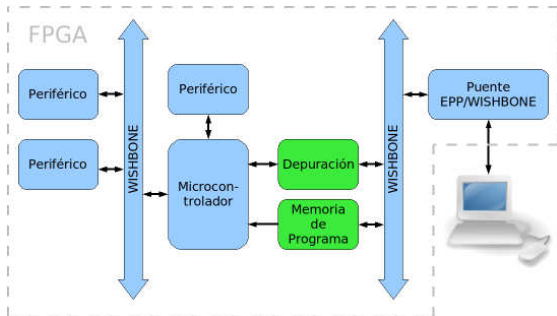 FPGA
Periférico
Periférico
WISHBONE
Periférico
Microcon-
trolador
Depuración
Memoria
de
Programa
WISHBONE
Puente
EPP/WISHBONE